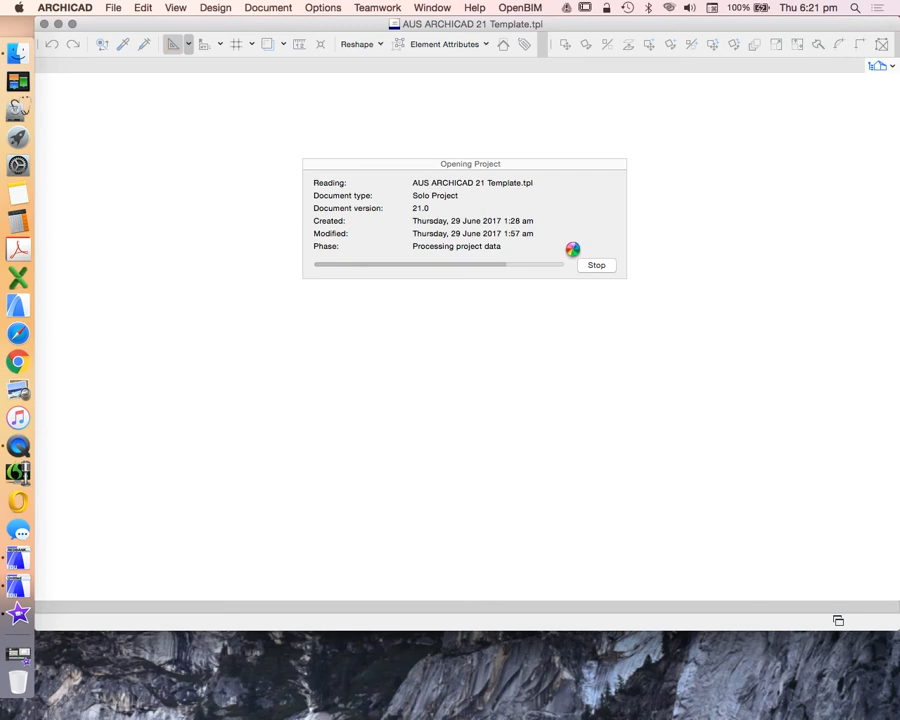 ARCHICAD File Edit View Design Document Options Teamwork Window Help OpenBIM 100% Thu 6:21 pm
AUS ARCHICAD 21 Template.tpl
Reshape Element Attributes
Opening Project
Reading: AUS ARCHICAD 21 Template.tpl
Document type: Solo Project
Document version: 21.0
Created: Thursday, 29 June 2017 1:28 am
Modified: Thursday, 29 June 2017 1:57 am
Phase: Processing project data
Stop